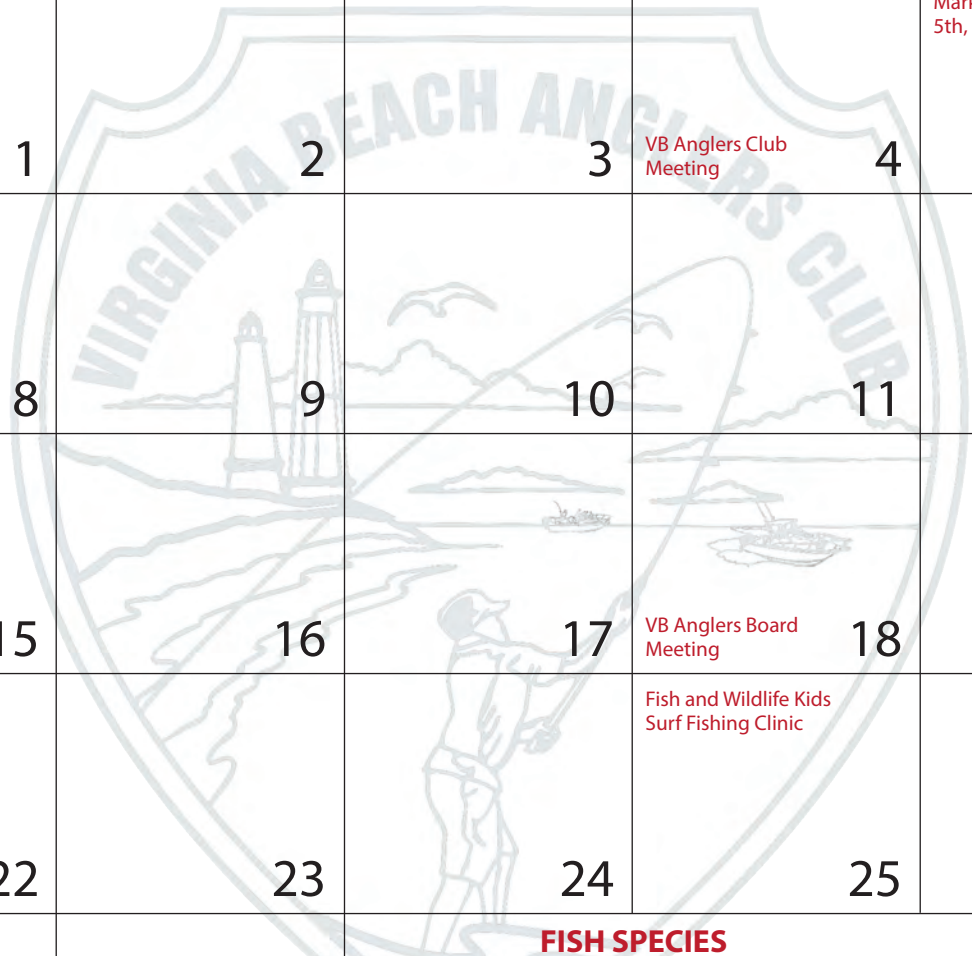 5th,
VIRGINIA BEACH ANGLERS CLUB
1
2
3
VB Anglers Club
Meeting
4
8
9
10
11
15
16
17
VB Anglers Board
Meeting
18
Fish and Wildlife Kids
Surf Fishing Clinic
22
23
24
25
FISH SPECIES